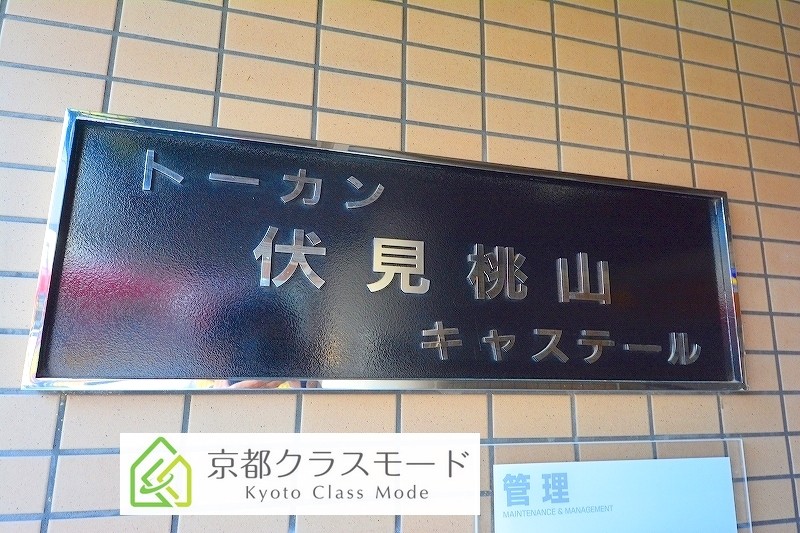 トーカン
伏見桃山
キャステール
京都クラスモード
Kyoto Class Mode
管理
MAINTENANCE & MANAGEMENT